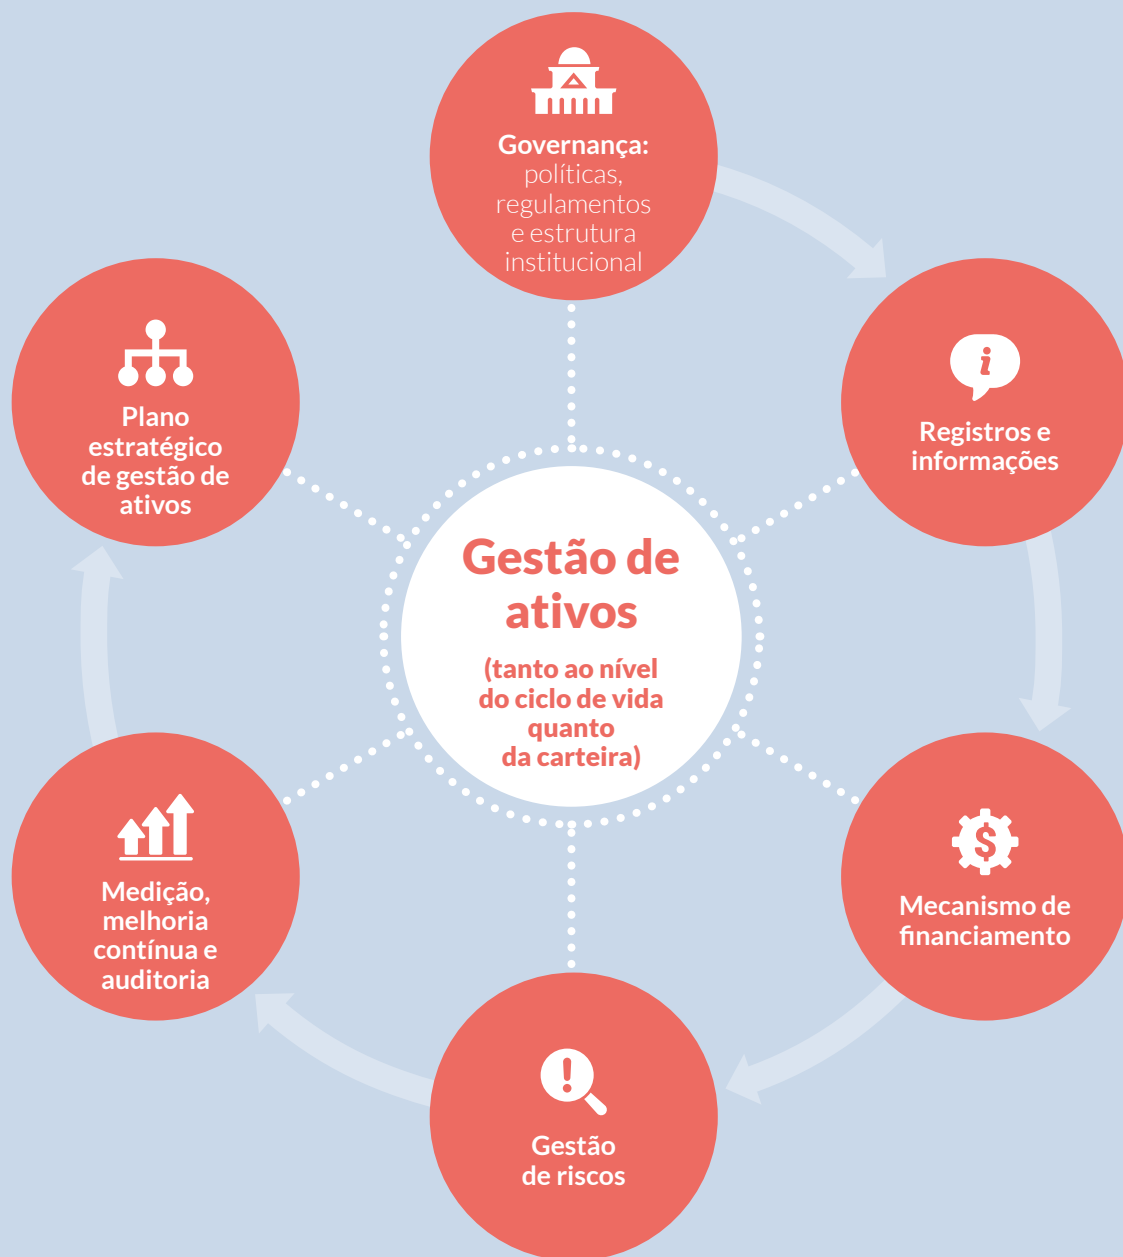 Governança:
políticas,
regulamentos
e estrutura
institucional
Registros e
informações
Mecanismo de
financiamento
Gestão
de riscos
Medição,
melhoria
contínua e
auditoria
Plano
estratégico
de gestão de
ativos
Gestão de
ativos
(tanto ao nível
do ciclo de vida
quanto
da carteira)